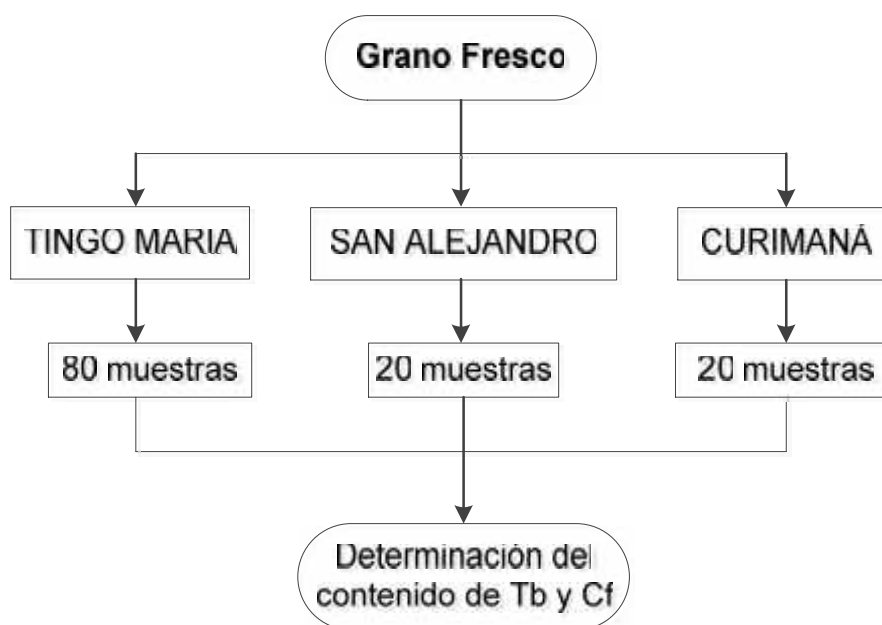 Grano Fresco
TINGO MARIA
SAN ALEJANDRO
CURIMANÁ
80 muestras
20 muestras
20 muestras
Determinación del
contenido de Tb y Cf